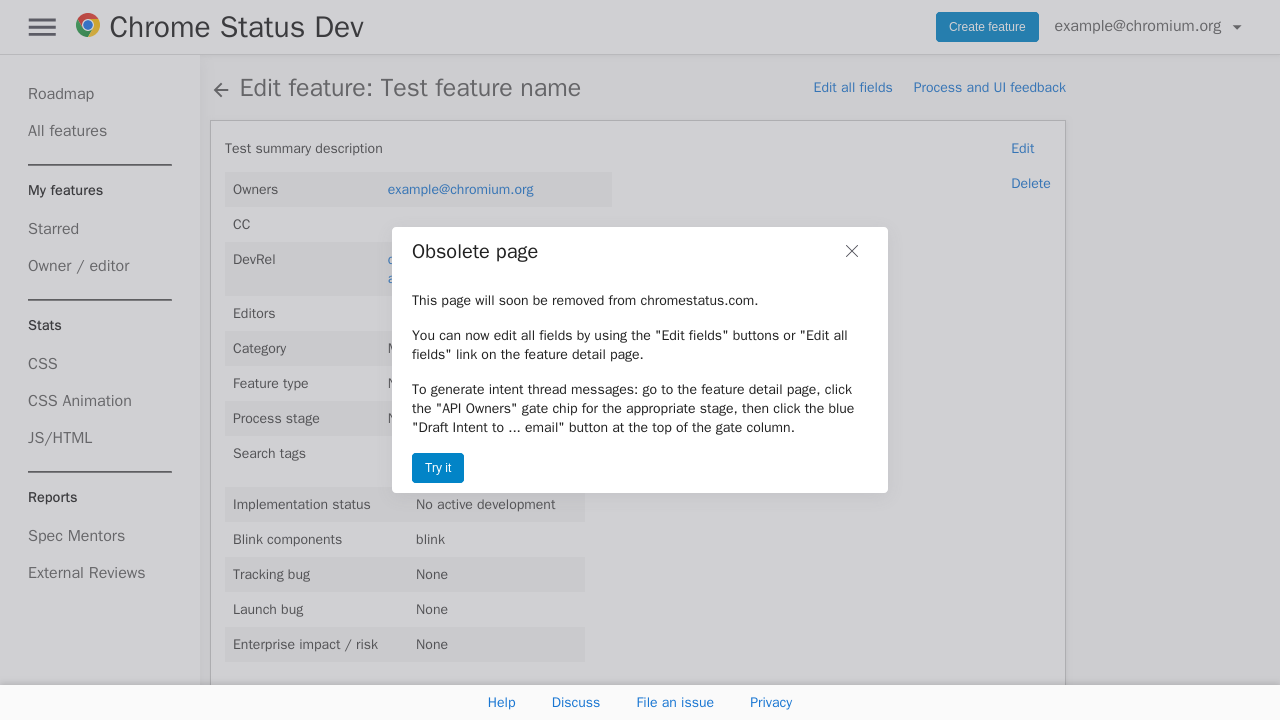 Chrome Status Dev
Create feature
example@chromium.org
Roadmap
All features
My features
Starred
Owner / editor
Stats
CSS
CSS Animation
JS/HTML
Reports
Spec Mentors
External Reviews
Edit feature: Test feature name
Edit all fields
Process and UI feedback
Test summary description
Edit
Delete
Owners example@chromium.org
CC
DevRel
Editors
Category
Feature type
Process stage
Search tags
Implementation status No active development
Blink components blink
Tracking bug None
Launch bug None
Enterprise impact / risk None
Obsolete page
This page will soon be removed from chromestatus.com.
You can now edit all fields by using the "Edit fields" buttons or "Edit all
fields" link on the feature detail page.
To generate intent thread messages: go to the feature detail page, click
the "API Owners" gate chip for the appropriate stage, then click the blue
"Draft Intent to ... email" button at the top of the gate column.
Try it
Help Discuss File an issue Privacy